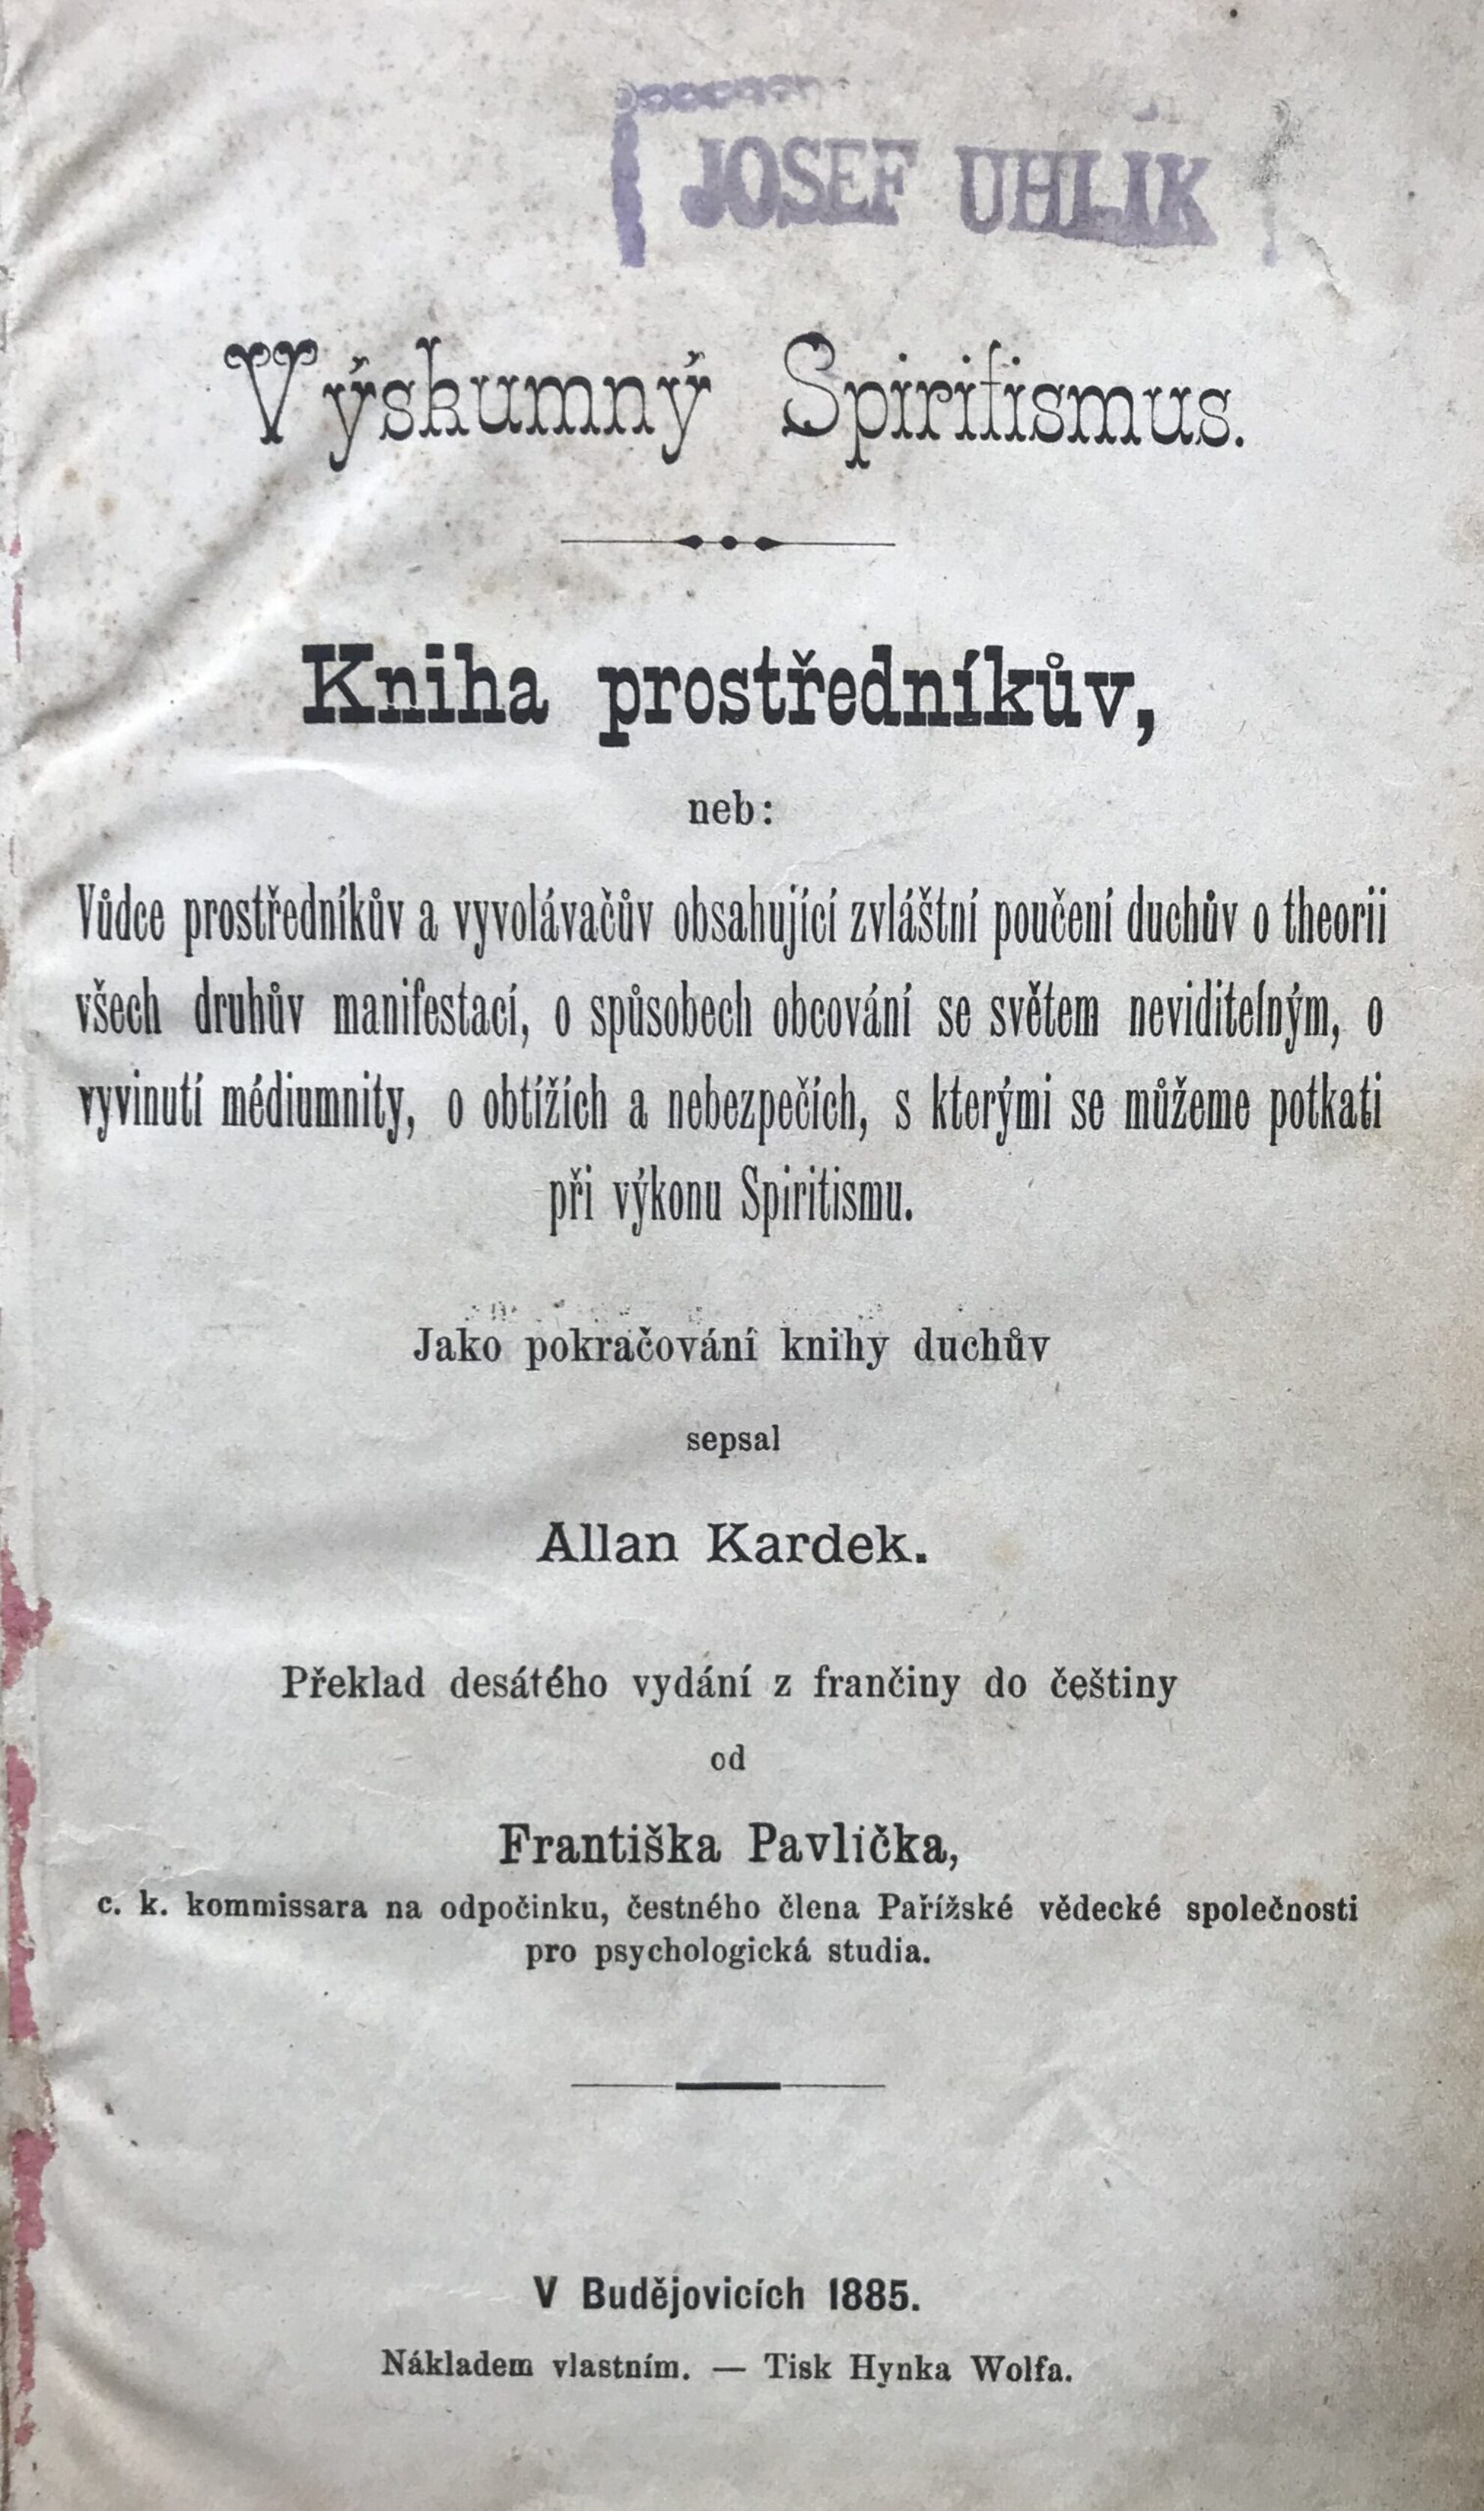 JOSEF UHLÍK
Výskumný Spiritismus.
Kniha prostředníkův,
neb:
Vůdce prostředníkův a vyvolávačův obsahující zvláštní poučení duchův o theorii
všech druhův manifestací, o spůsobech obcování se světem neviditelným, o
vyvinutí médiumnity, o obtížích a nebezpečích, s kterými se můžeme potkati
při výkonu Spiritismu.
Jako pokračování knihy duchův
sepsal
Allan Kardek.
Překlad desátého vydání z frančiny do češtiny
od
Františka Pavlíčka,
c. k. kommissara na odpočinku, čestného člena Pařížské vědecké společnosti
pro psychologická studia.
V Budějovicích 1885.
Nákladem vlastním. — Tisk Hynka Wolfa.